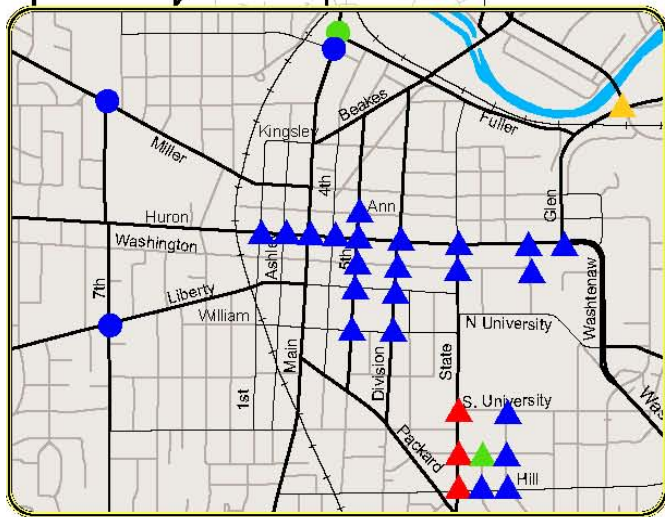 Beakes
Kingsley
Fuller
Miller
4th
Ann
Glen
Huron
Washington
Ashley
5th
7th
Liberty
William
N University
Washtenaw
Main
Division
State
1st
S. University
Packard
Hill